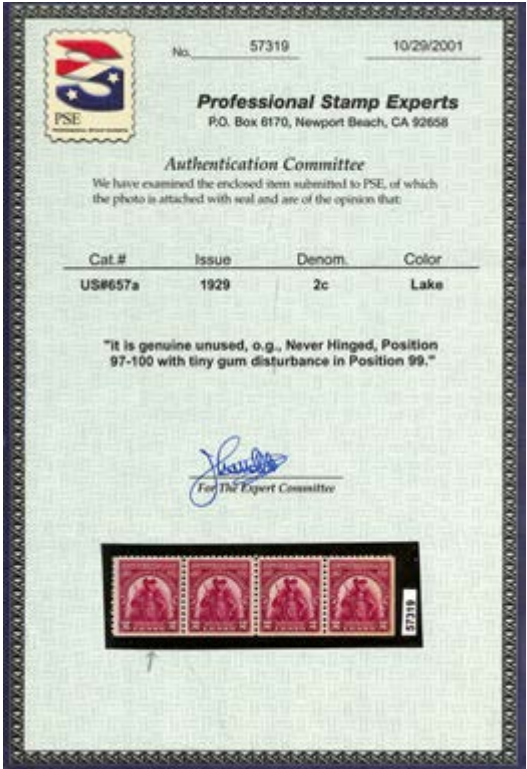 No. 57319 10/29/2001
PSE
Professional Stamp Experts
P.O. Box 6170, Newport Beach, CA 92658
Authentication Committee
We have examined the enclosed item submitted to PSE, of which
the photo is attached with seal and are of the opinion that:
Cat.# Issue Denom. Color
US#657a 1929 2c Lake
"it is genuine unused, o.g., Never Hinged, Position
97-100 with tiny gum disturbance in Position 99."
For The Expert Committee
57319